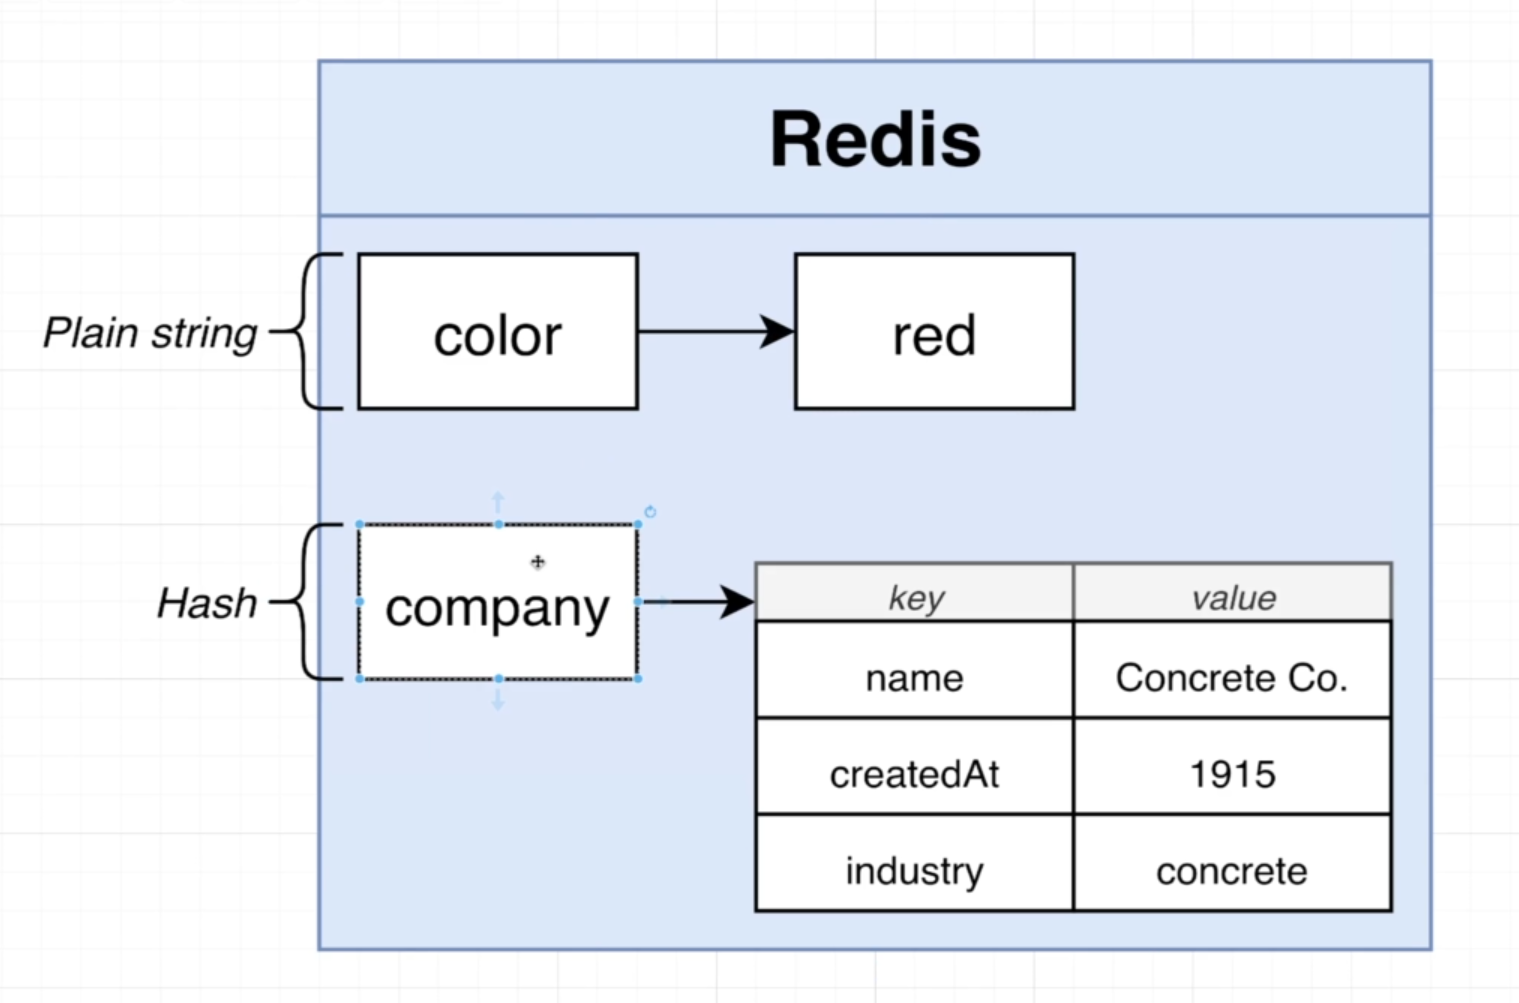 Redis
Plain string
color
red
Hash
company
key value
name Concrete Co.
createdAt 1915
industry concrete